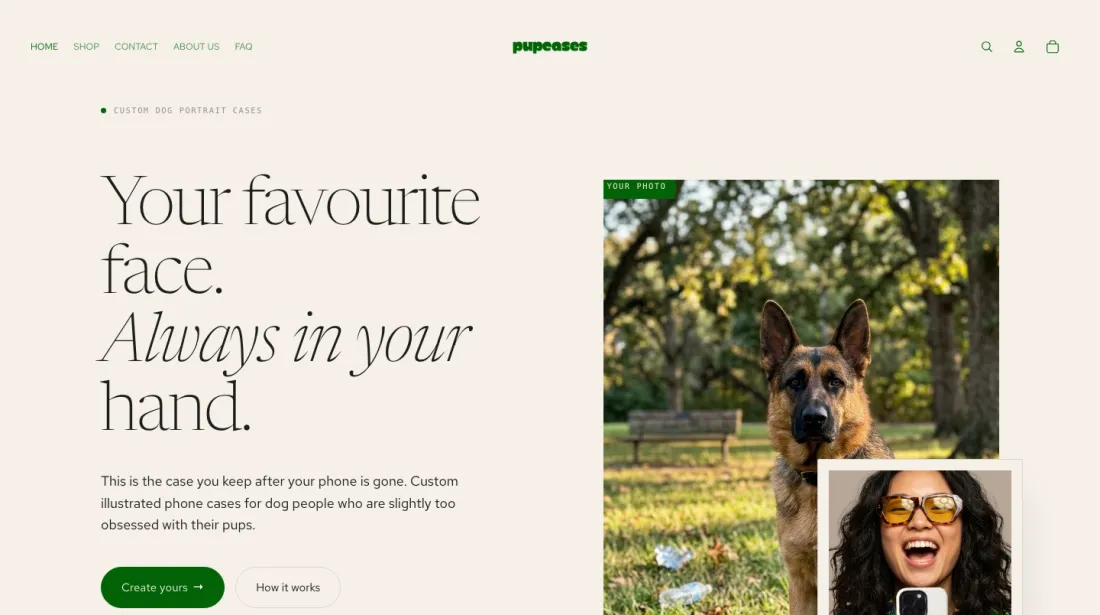 HOME SHOP CONTACT ABOUT US FAQ
pupcases
CUSTOM DOG PORTRAIT CASES
Your favourite
face.
Always in your
hand.
This is the case you keep after your phone is gone. Custom
illustrated phone cases for dog people who are slightly too
obsessed with their pups.
Create yours →
How it works
YOUR PHOTO